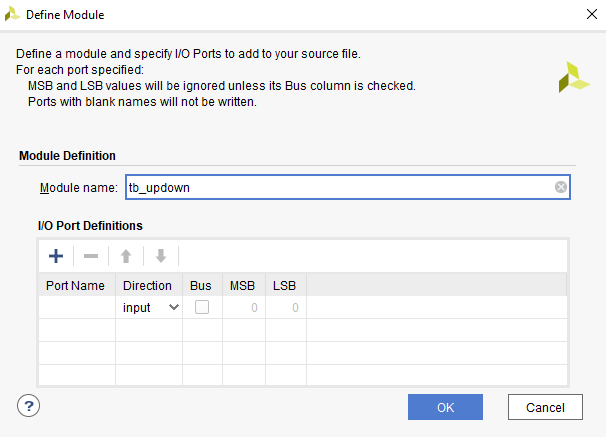 Define Module
Define a module and specify I/O Ports to add to your source file.
For each port specified:
MSB and LSB values will be ignored unless its Bus column is checked.
Ports with blank names will not be written.
Module Definition
Module name: tb_updown
I/O Port Definitions
Port Name Direction Bus MSB LSB
input 0 0
? OK Cancel